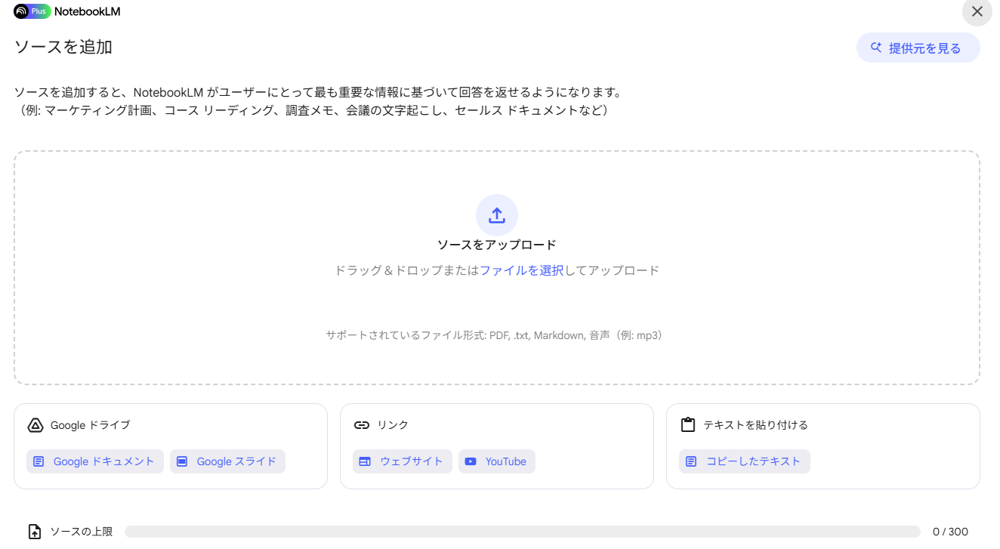 Plus NotebookLM
ソースを追加
提供元を見る
ソースを追加すると、NotebookLM がユーザーにとって最も重要な情報に基づいて回答を返せるようになります。
（例: マーケティング計画、コース リーディング、調査メモ、会議の文字起こし、セールス ドキュメントなど）
ソースをアップロード
ドラッグ＆ドロップまたはファイルを選択してアップロード
サポートされているファイル形式: PDF, .txt, Markdown, 音声（例: mp3）
Google ドライブ
Google ドキュメント
Google スライド
リンク
ウェブサイト
YouTube
テキストを貼り付ける
コピーしたテキスト
ソースの上限
0 / 300